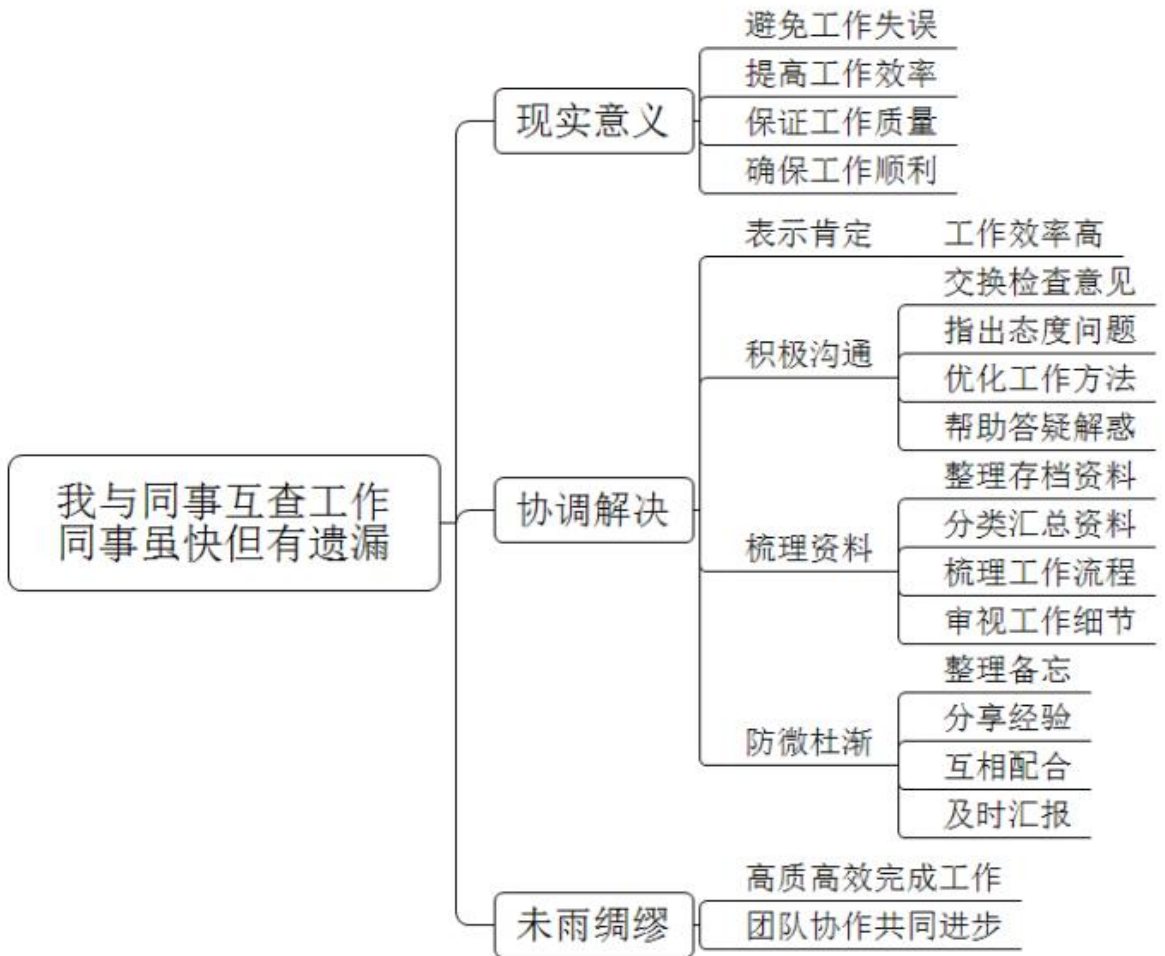 我与同事互查工作
同事虽快但有遗漏
现实意义
避免工作失误
提高工作效率
保证工作质量
确保工作顺利
协调解决
表示肯定
工作效率高
积极沟通
交换检查意见
指出态度问题
优化工作方法
帮助答疑解惑
梳理资料
整理存档资料
分类汇总资料
梳理工作流程
审视工作细节
防微杜渐
整理备忘
分享经验
互相配合
及时汇报
未雨绸缪
高质高效完成工作
团队协作共同进步